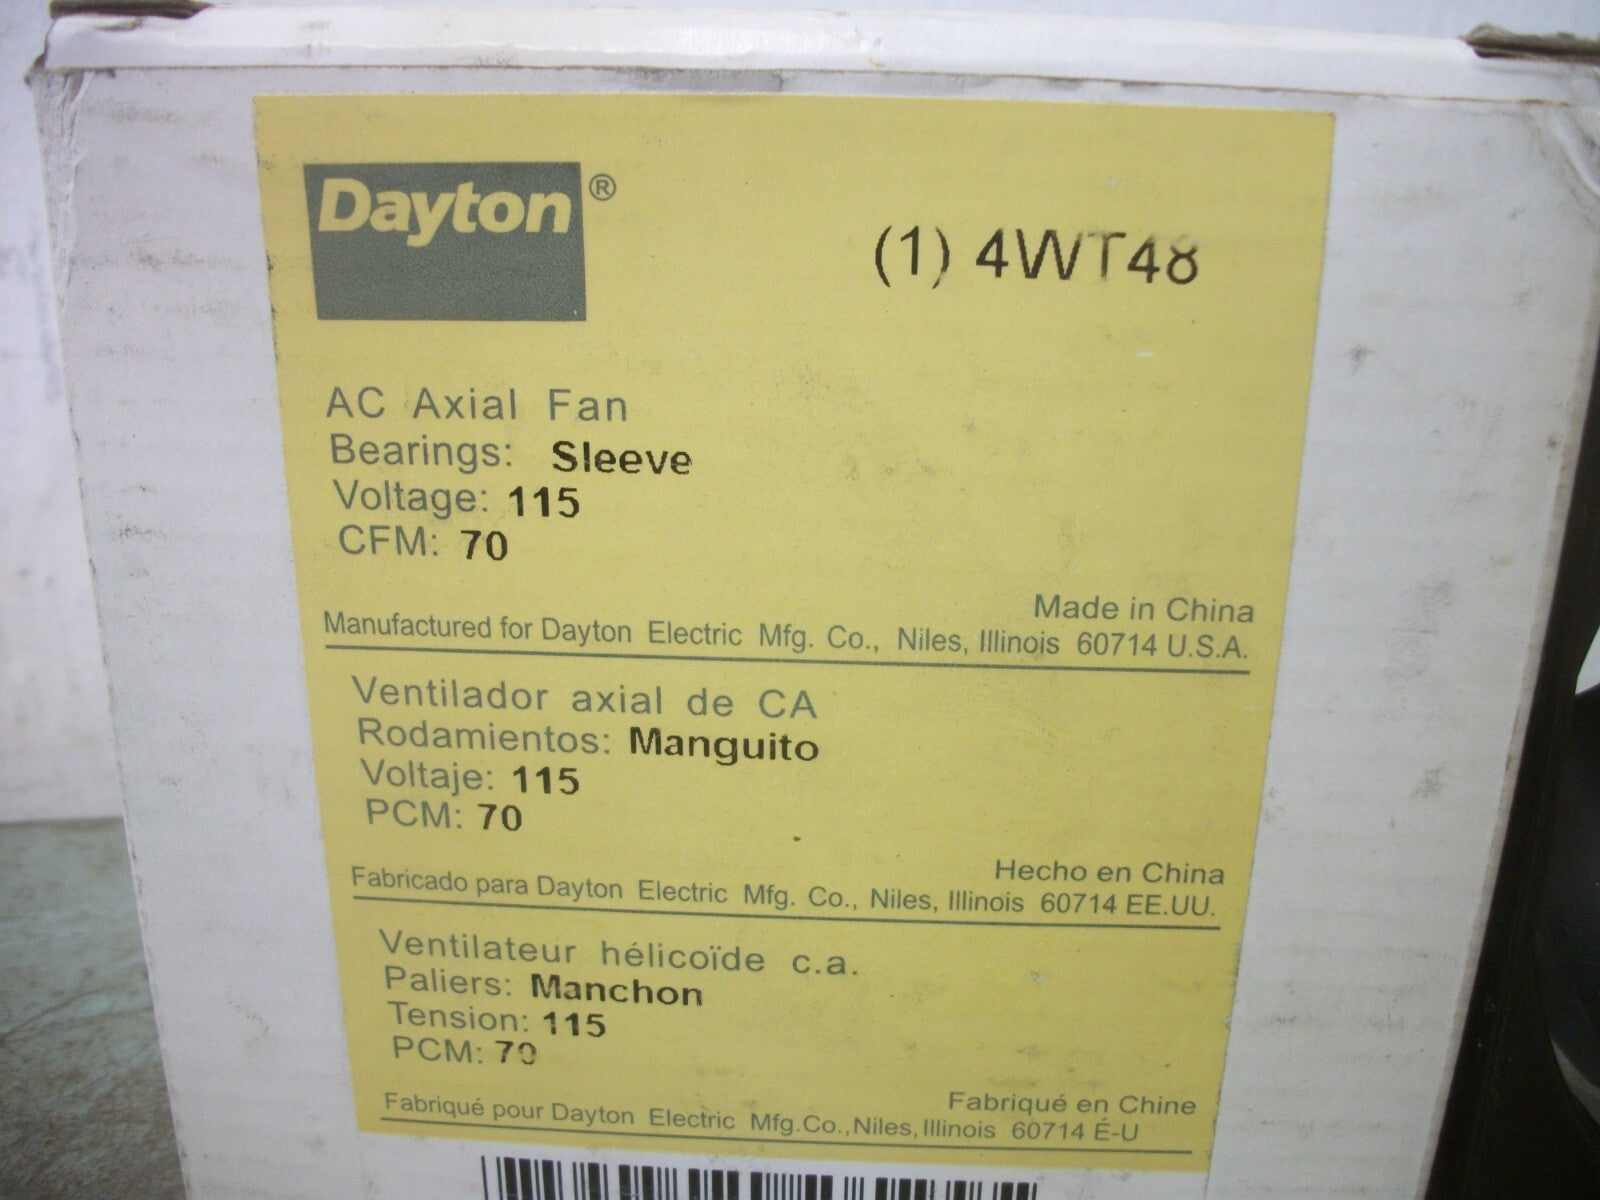 Dayton®
(1) 4WT48
AC Axial Fan
Bearings: Sleeve
Voltage: 115
CFM: 70
Made in China
Manufactured for Dayton Electric Mfg. Co., Niles, Illinois 60714 U.S.A.
Ventilador axial de CA
Rodamientos: Manguito
Voltaje: 115
PCM: 70
Hecho en China
Fabricado para Dayton Electric Mfg. Co., Niles, Illinois 60714 EE.UU.
Ventilateur hélicoïde c.a.
Paliers: Manchon
Tension: 115
PCM: 70
Fabriqué en Chine
Fabriqué pour Dayton Electric Mfg.Co., Niles, Illinois 60714 É-U